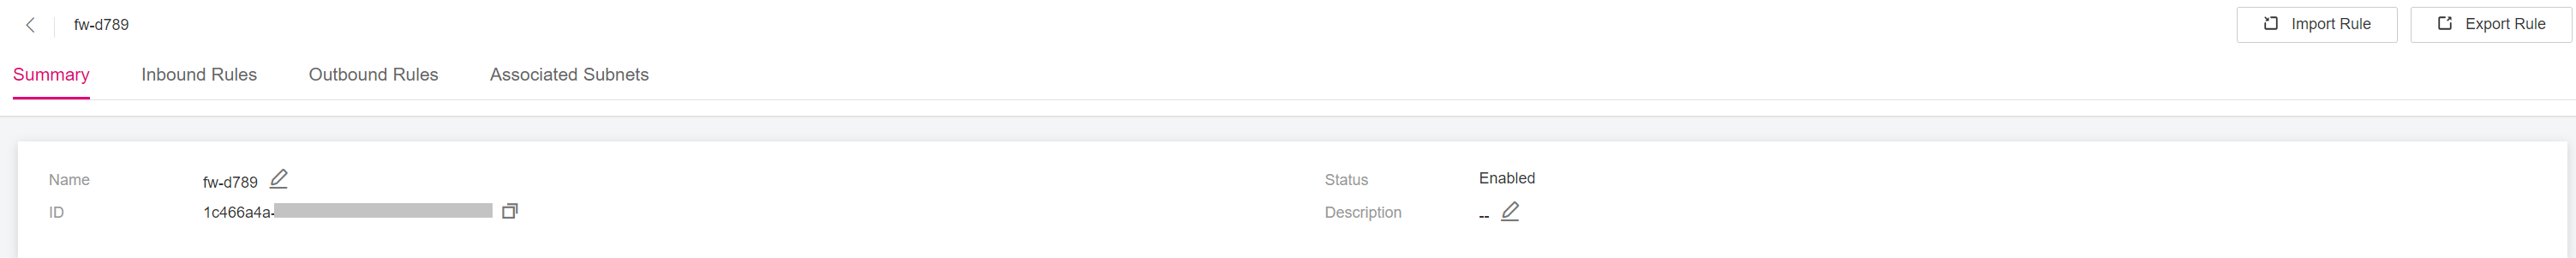 fw-d789
Import Rule
Export Rule
Summary Inbound Rules Outbound Rules Associated Subnets
Name fw-d789
Status Enabled
ID 1c466a4a-
Description --